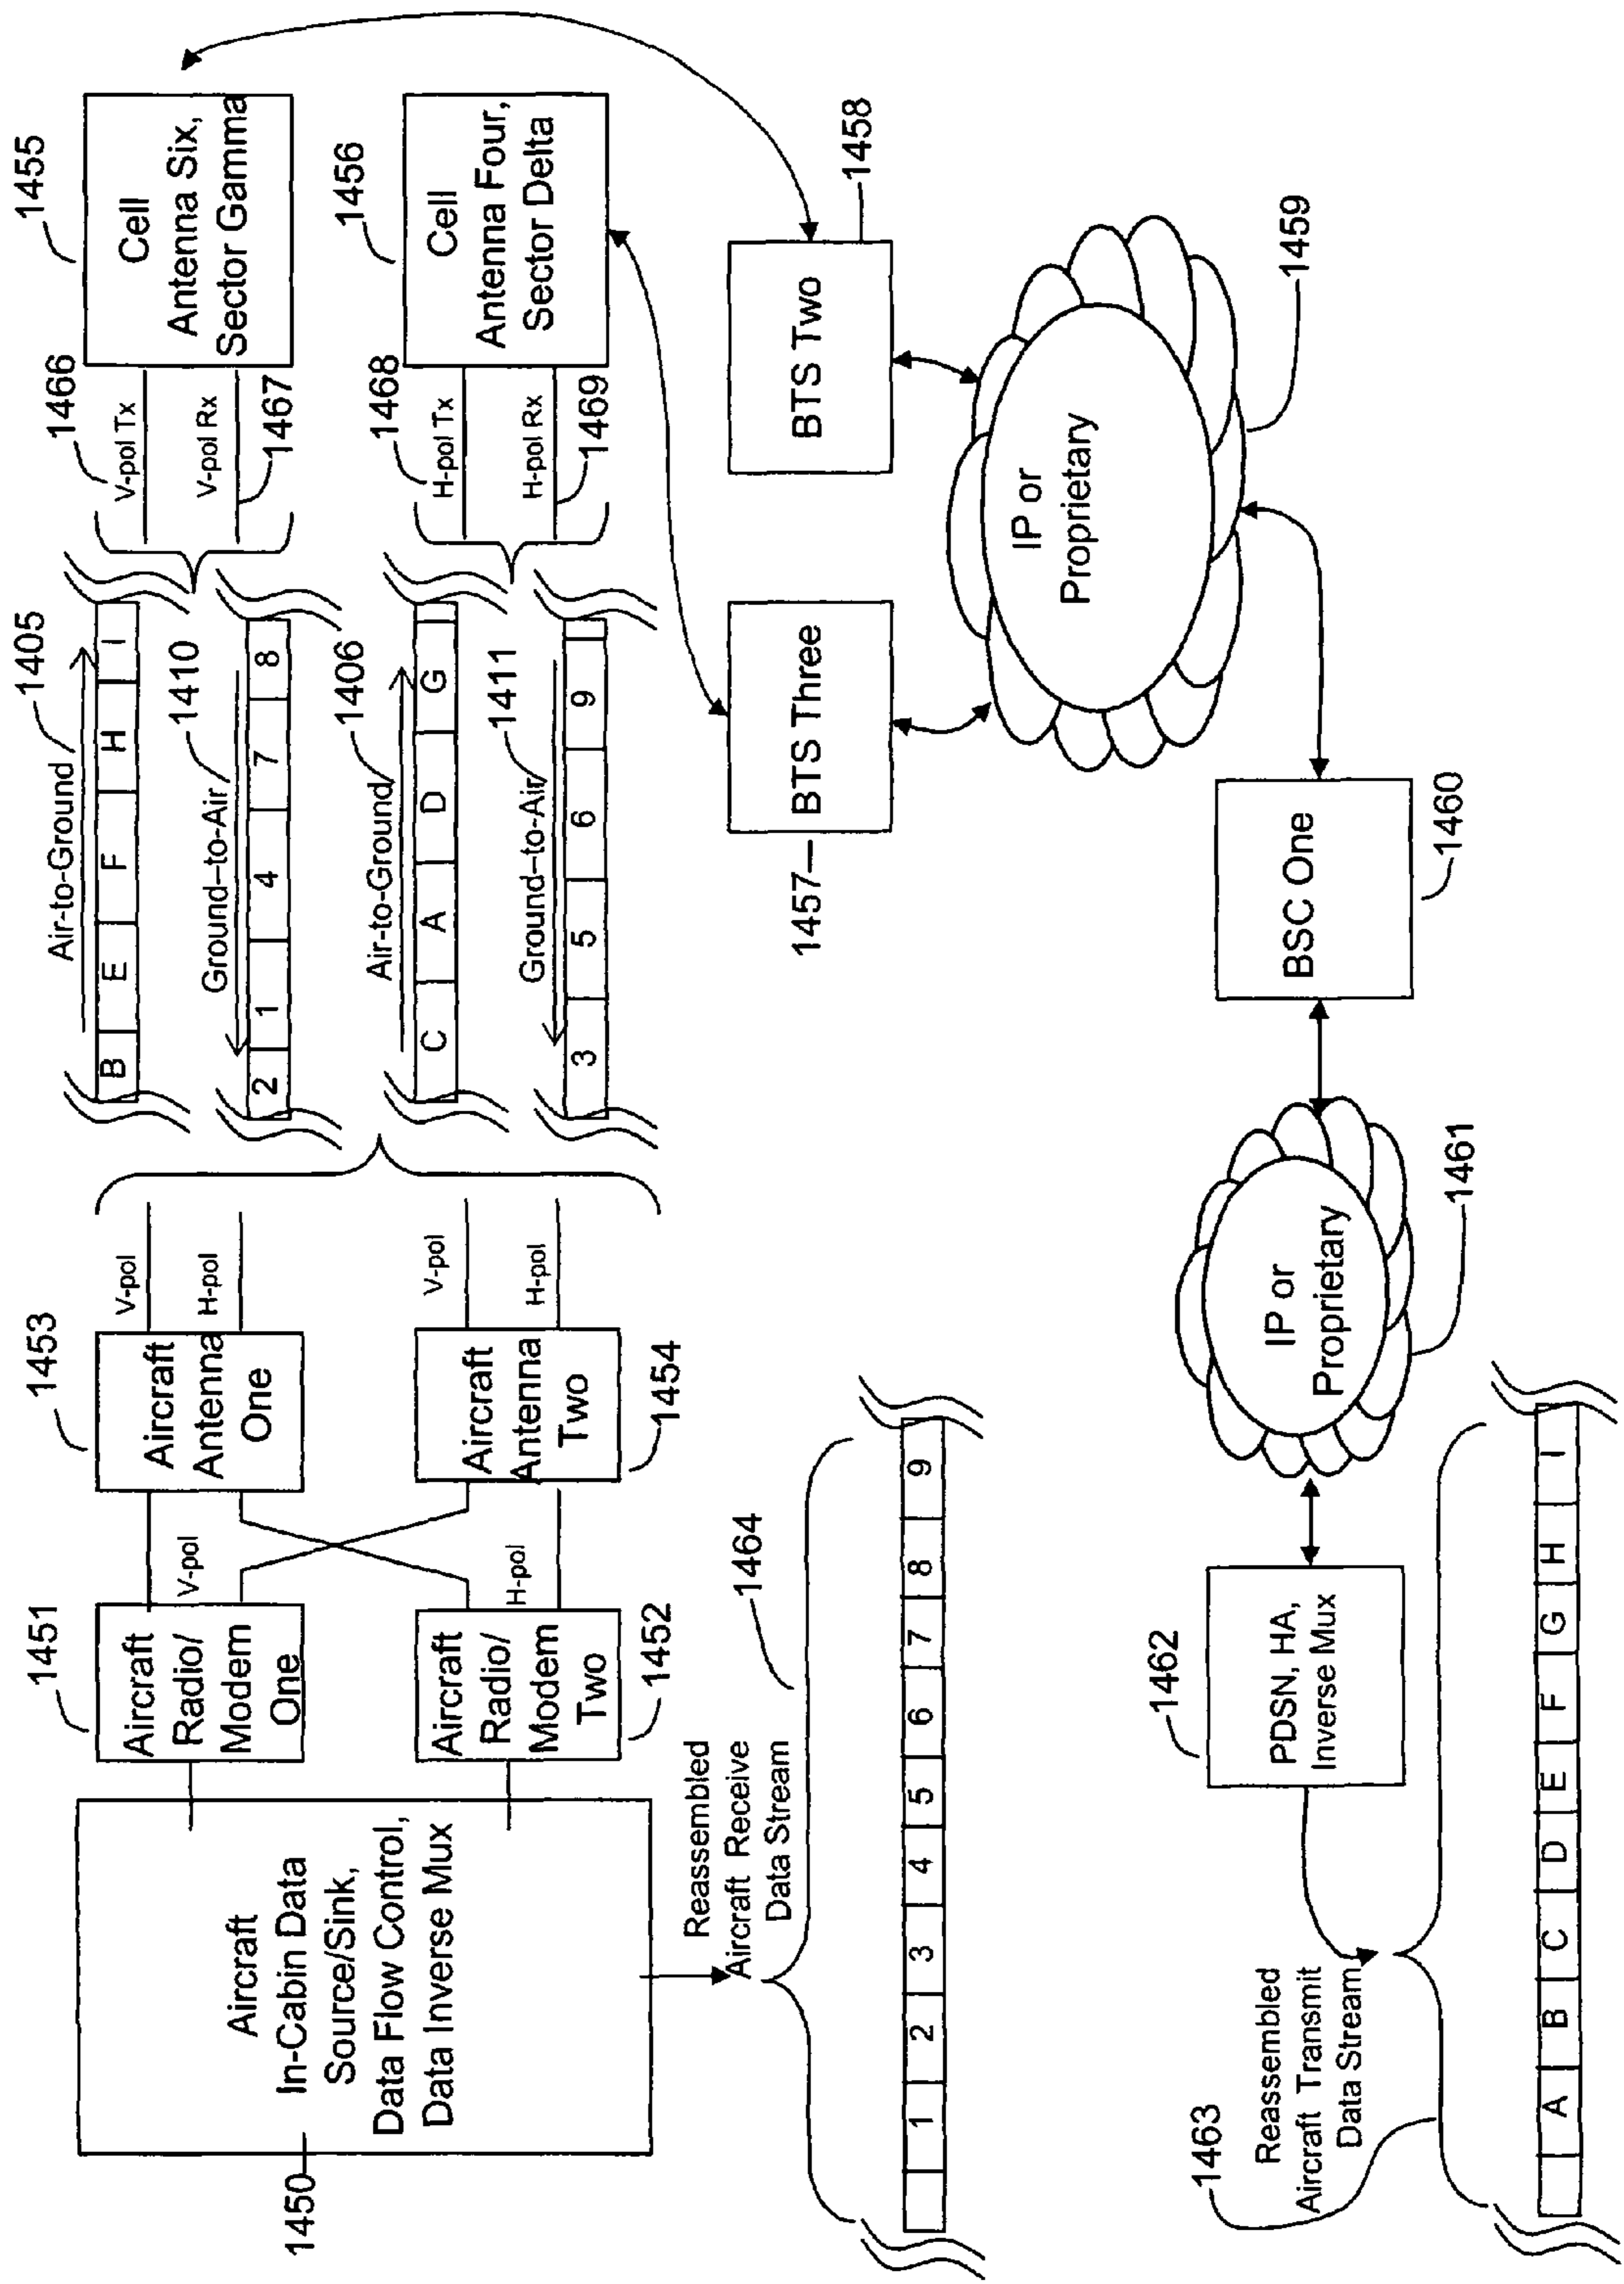 1450
Aircraft
In-Cabin Data
Source/Sink,
Data Flow Control,
Data Inverse Mux
1451
Aircraft
Radio/
Modem
One
V-pol
Aircraft
Radio/
Modem
Two
H-pol
1452
1453
Aircraft
Antenna
One
V-pol
H-pol
Aircraft
Antenna
Two
V-pol
H-pol
1454
Air-to-Ground
1405
B E F H I
Ground–to-Air
1410
2 1 4 7 8
Air-to-Ground
1406
C A D G
Ground–to-Air
1411
3 5 6 9
1466
V-pol Tx
V-pol Rx
1467
1455
Cell
Antenna Six,
Sector Gamma
1468
H-pol Tx
H-pol Rx
1469
1456
Cell
Antenna Four,
Sector Delta
Reassembled
Aircraft Receive
Data Stream
1464
1 2 3 4 5 6 7 8 9
1457
BTS Three
BTS Two
1458
IP or
Proprietary
1459
BSC One
1460
IP or
Proprietary
1461
1462
PDSN, HA,
Inverse Mux
1463
Reassembled
Aircraft Transmit
Data Stream
A B C D E F G H I